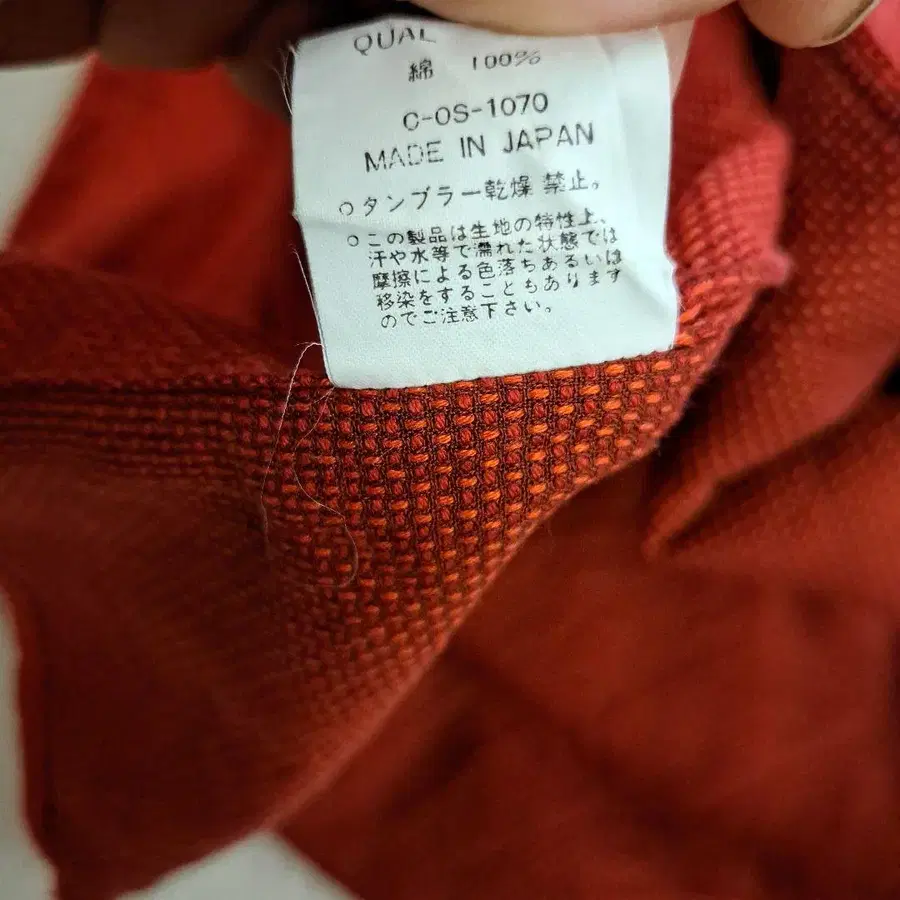 QUAL
綿 100%
C-OS-1070
MADE IN JAPAN
○タンブラー乾燥 禁止。
○この製品は生地の特性上、
汗や水等で濡れた状態では
摩擦による色落ちあるいは
移染をすることもあります
のでご注意下さい。